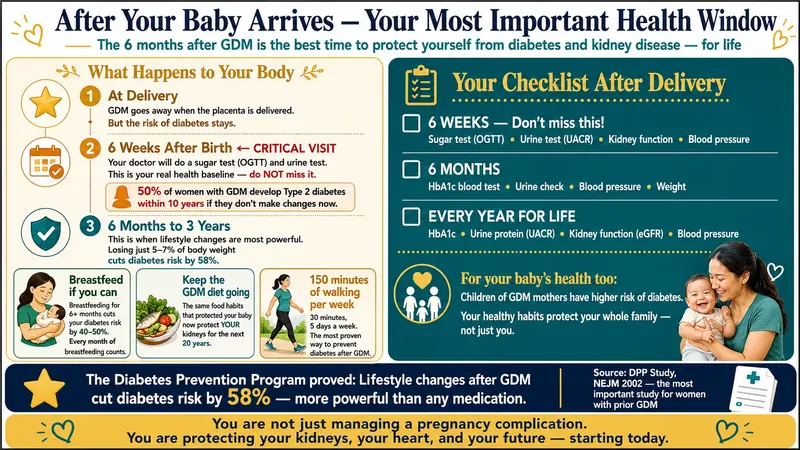 After Your Baby Arrives – Your Most Important Health Window
The 6 months after GDM is the best time to protect yourself from diabetes and kidney disease — for life
What Happens to Your Body
1
At Delivery
GDM goes away when the placenta is delivered.
But the risk of diabetes stays.
2
6 Weeks After Birth ← CRITICAL VISIT
Your doctor will do a sugar test (OGTT) and urine test.
This is your real health baseline — do NOT miss it.
50% of women with GDM develop Type 2 diabetes
within 10 years if they don't make changes now.
3
6 Months to 3 Years
This is when lifestyle changes are most powerful.
Losing just 5–7% of body weight
cuts diabetes risk by 58%.
Breastfeed
if you can
Breastfeeding for
6+ months cuts
your diabetes risk
by 40–50%.
Every month of
breastfeeding counts.
Keep the
GDM diet going
The same food habits
that protected your baby
now protect YOUR
kidneys for the next
20 years.
150 minutes
of walking
per week
30 minutes,
5 days a week.
The most proven
way to prevent
diabetes after GDM.
Your Checklist After Delivery
6 WEEKS — Don't miss this!
Sugar test (OGTT) • Urine test (UACR) • Kidney function • Blood pressure
6 MONTHS
HbA1c blood test • Urine check • Blood pressure • Weight
EVERY YEAR FOR LIFE
HbA1c • Urine protein (UACR) • Kidney function (eGFR) • Blood pressure
For your baby's health too:
Children of GDM mothers have higher risk of diabetes.
Your healthy habits protect your whole family —
not just you.
The Diabetes Prevention Program proved: Lifestyle changes after GDM
cut diabetes risk by 58% — more powerful than any medication.
Source: DPP Study,
NEJM 2002 — the most
important study for women
with prior GDM
You are not just managing a pregnancy complication.
You are protecting your kidneys, your heart, and your future — starting today.